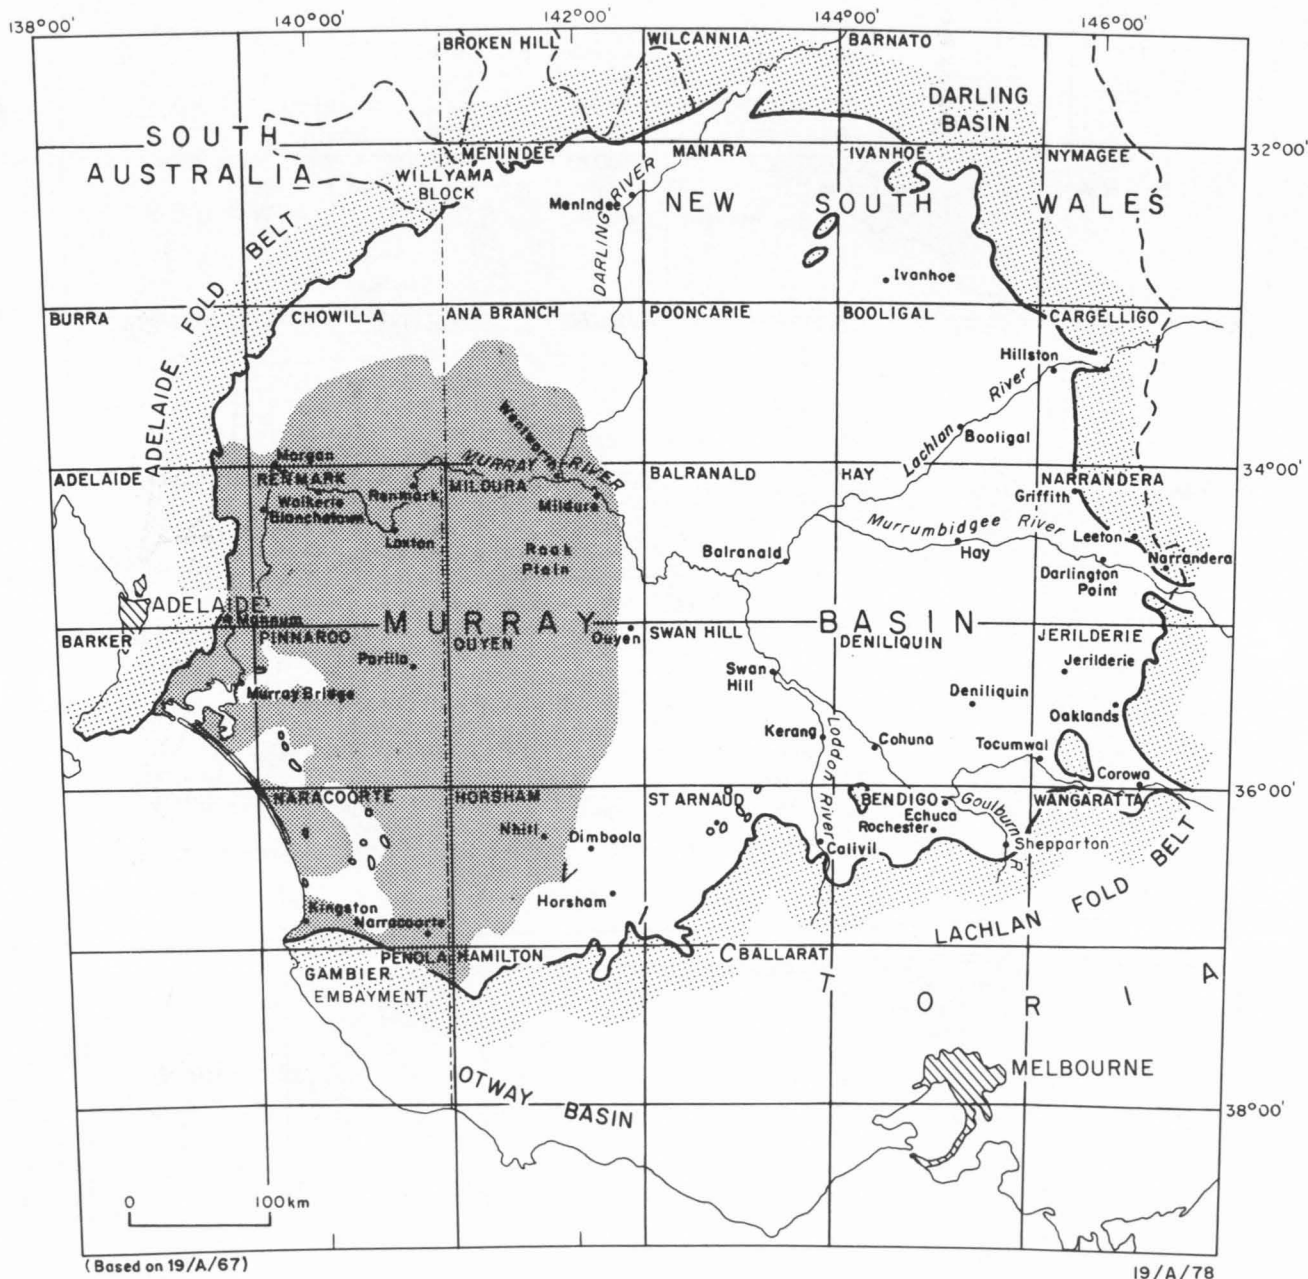 138°00'
140°00'
142°00'
144°00'
146°00'
BROKEN HILL
WILCANNIA
BARNATO
DARLING
BASIN
SOUTH
AUSTRALIA
WILLYAMA
BLOCK
MENINDEE
MANARA
IVANHOE
NYMAGEE
32°00'
Menindee
DARLING RIVER
NEW SOUTH WALES
Ivanhoe
ADELAIDE FOLD BELT
BURRA
CHOWILLA
ANA BRANCH
POONCARIE
BOOLIGAL
CARGELLIGO
Hillston
Lachlan River
Booligal
Wentworth
MURRAY RIVER
Morgan
ADELAIDE
RENMARK
Renmark
MILDURA
BALRANALD
HAY
NARRANDERA
34°00'
Griffith
Waikerie
Blanchetown
Mildura
Loxton
Raak
Plain
Balranald
Murrumbidgee River
Hay
Leeton
Narrandera
Darlington
Point
ADELAIDE
Mannum
MURRAY BASIN
BARKER
PINNAROO
OUYEN
Ouyen
SWAN HILL
DENILIQUIN
JERILDERIE
Parilla
Swan
Hill
Jerilderie
Murray Bridge
Deniliquin
Oaklands
Kerang
Loddon River
Cohuna
Tocumwal
Corowa
NARACOORTE
HORSHAM
ST ARNAUD
BENDIGO
WANGARATTA
36°00'
Echuca
Goulburn R
Rochester
Nhill
Dimboola
Calivil
Shepparton
Horsham
Kingston
Narracoorte
LACHLAN FOLD BELT
PENOLA
HAMILTON
BALLARAT
VICTORIA
GAMBIER
EMBAYMENT
MELBOURNE
OTWAY BASIN
38°00'
0 100km
(Based on 19/A/67)
19/A/78